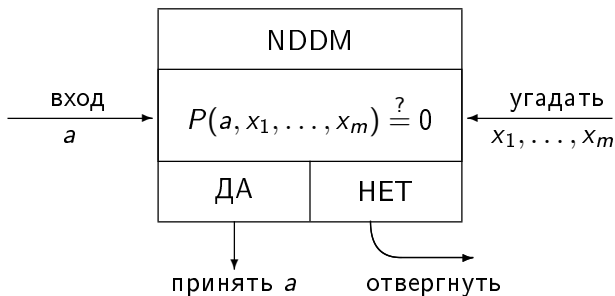 NDDM
вход
a
P(a, x₁, . . . , xₘ) ≟ 0
угадать
x₁, . . . , xₘ
ДА
НЕТ
принять a
отвергнуть